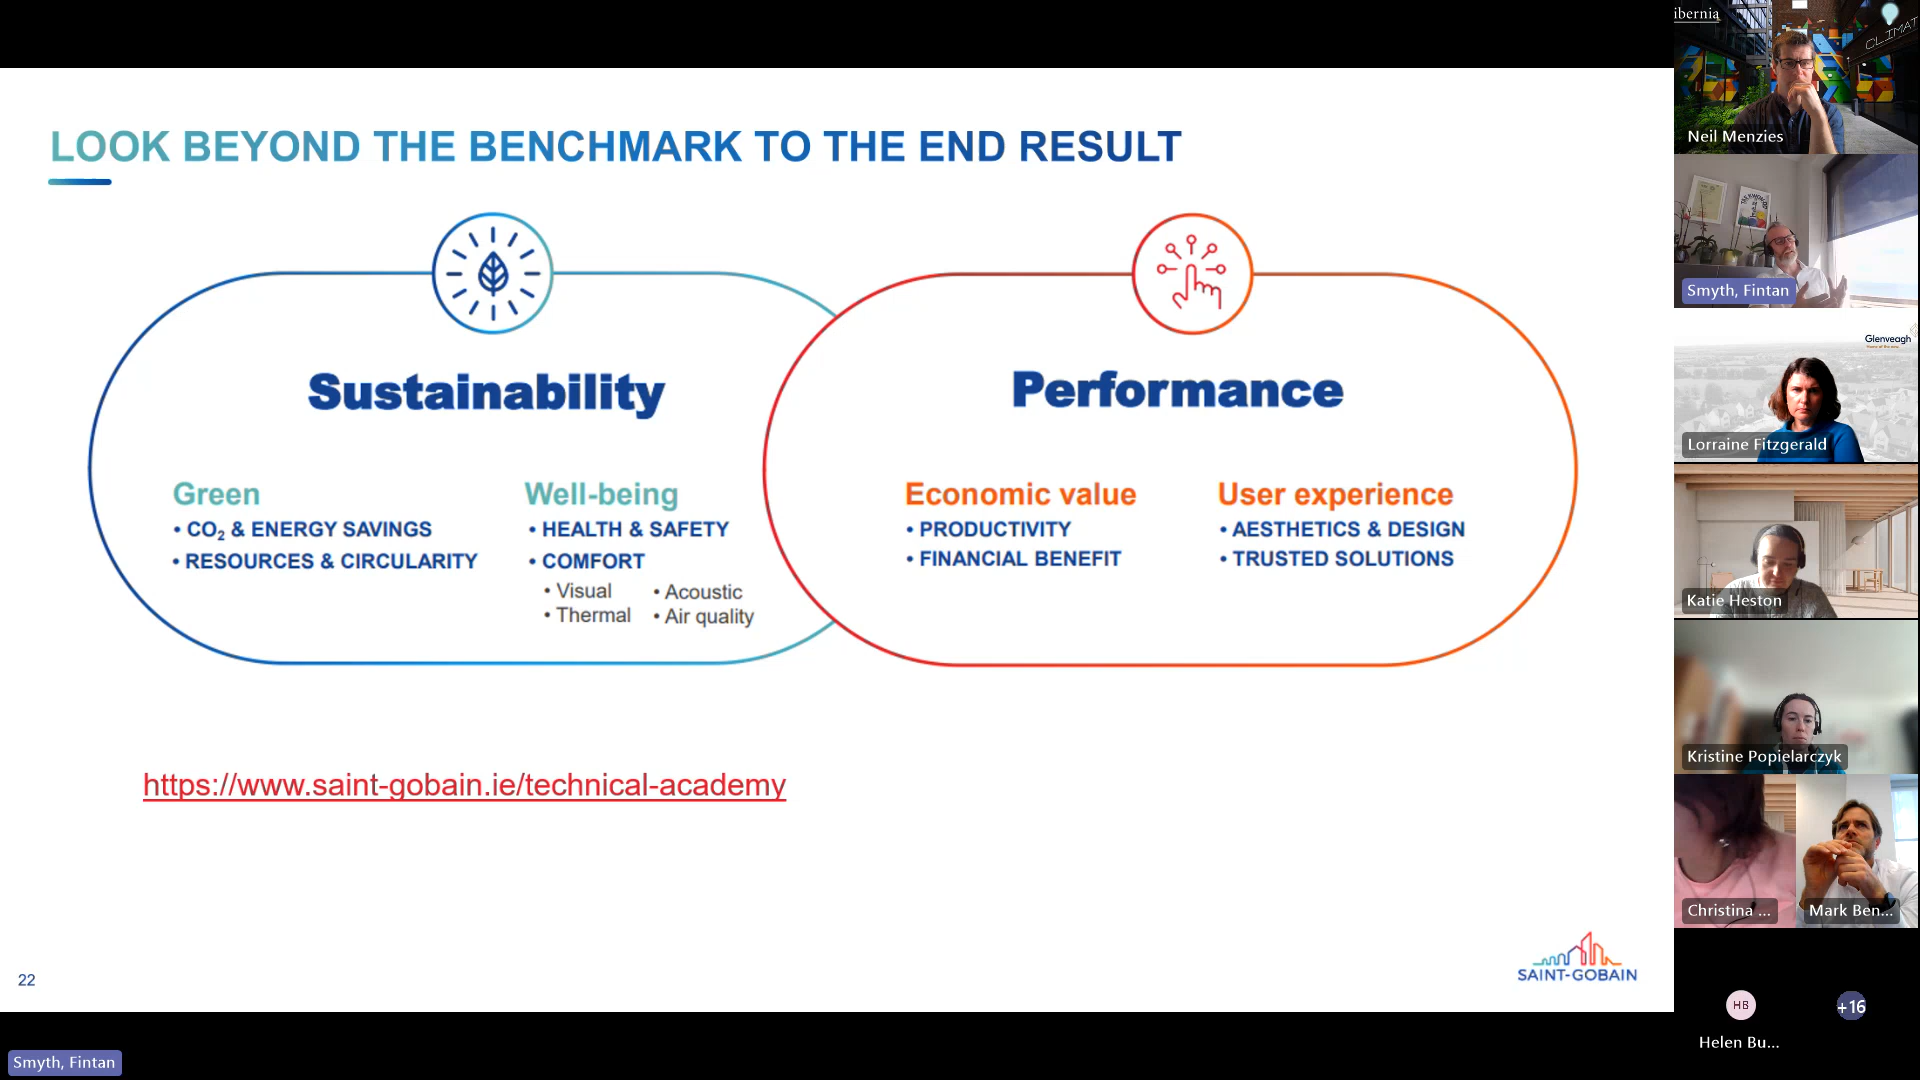 LOOK BEYOND THE BENCHMARK TO THE END RESULT
Sustainability
Green
• CO₂ & ENERGY SAVINGS
• RESOURCES & CIRCULARITY
Well-being
• HEALTH & SAFETY
• COMFORT
• Visual
• Acoustic
• Thermal
• Air quality
Performance
Economic value
• PRODUCTIVITY
• FINANCIAL BENEFIT
User experience
• AESTHETICS & DESIGN
• TRUSTED SOLUTIONS
https://www.saint-gobain.ie/technical-academy
22
SAINT-GOBAIN
Smyth, Fintan
ibernia
CLIMAT
Neil Menzies
Smyth, Fintan
Glenveagh
Lorraine Fitzgerald
Katie Heston
Kristine Popielarczyk
Christina ...
Mark Ben...
HB
+16
Helen Bu...